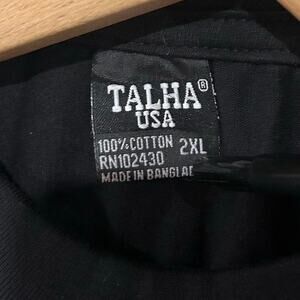 TALHA®
USA
100% COTTON 2XL
RN102430
MADE IN BANGLAD